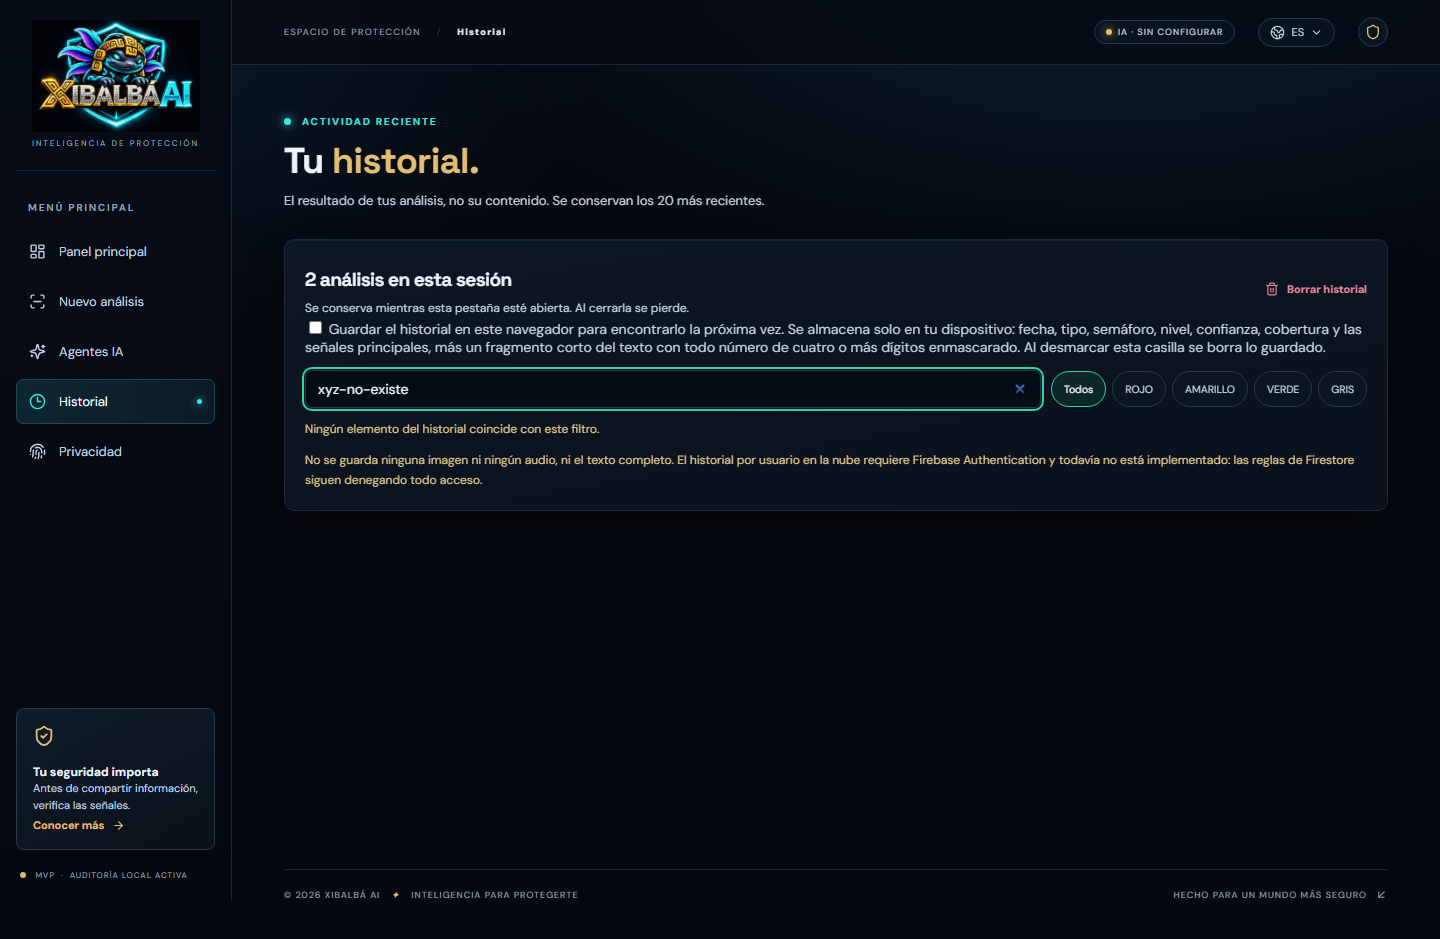 XIBALBÁ AI
INTELIGENCIA DE PROTECCIÓN
MENÚ PRINCIPAL
Panel principal
Nuevo análisis
Agentes IA
Historial
Privacidad
Tu seguridad importa
Antes de compartir información,
verifica las señales.
Conocer más
MVP · AUDITORÍA LOCAL ACTIVA
ESPACIO DE PROTECCIÓN / Historial
IA · SIN CONFIGURAR
ES
ACTIVIDAD RECIENTE
Tu historial.
El resultado de tus análisis, no su contenido. Se conservan los 20 más recientes.
2 análisis en esta sesión
Borrar historial
Se conserva mientras esta pestaña esté abierta. Al cerrarla se pierde.
Guardar el historial en este navegador para encontrarlo la próxima vez. Se almacena solo en tu dispositivo: fecha, tipo, semáforo, nivel, confianza, cobertura y las
señales principales, más un fragmento corto del texto con todo número de cuatro o más dígitos enmascarado. Al desmarcar esta casilla se borra lo guardado.
xyz-no-existe
Todos
ROJO
AMARILLO
VERDE
GRIS
Ningún elemento del historial coincide con este filtro.
No se guarda ninguna imagen ni ningún audio, ni el texto completo. El historial por usuario en la nube requiere Firebase Authentication y todavía no está implementado: las reglas de Firestore
siguen denegando todo acceso.
© 2026 XIBALBÁ AI ✦ INTELIGENCIA PARA PROTEGERTE
HECHO PARA UN MUNDO MÁS SEGURO